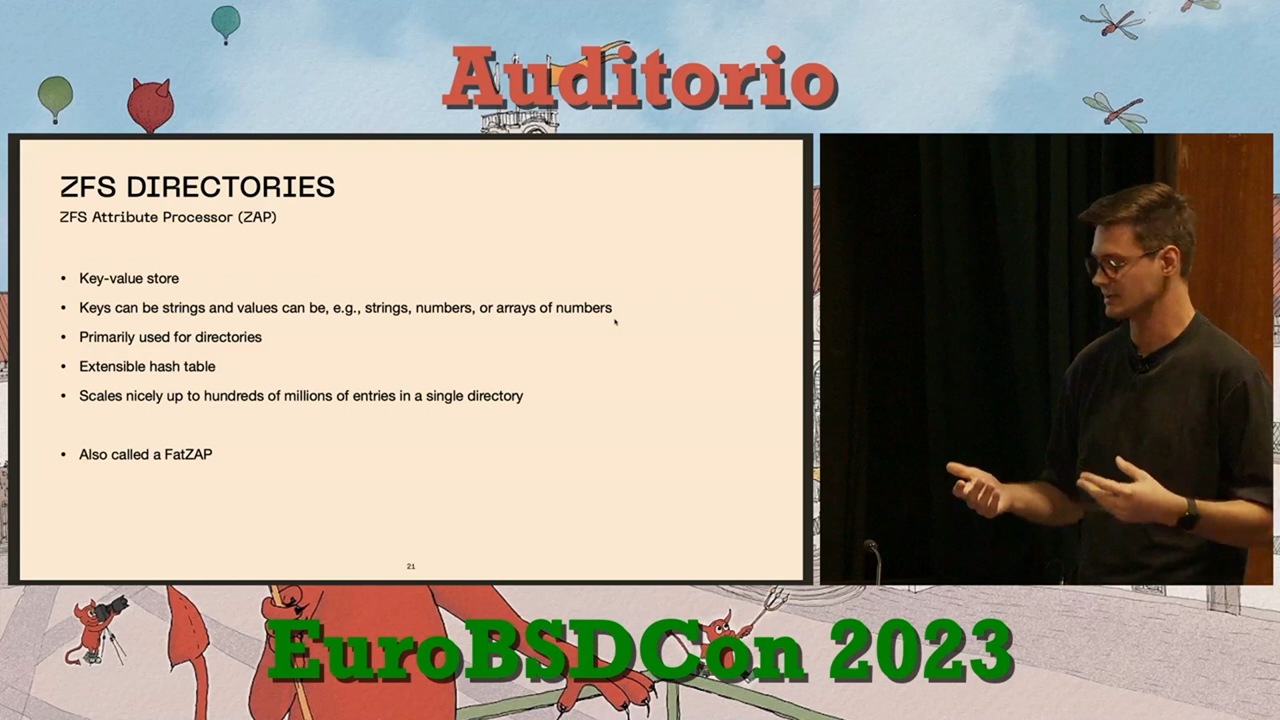 Auditorio
ZFS DIRECTORIES
ZFS Attribute Processor (ZAP)
• Key-value store
• Keys can be strings and values can be, e.g., strings, numbers, or arrays of numbers
• Primarily used for directories
• Extensible hash table
• Scales nicely up to hundreds of millions of entries in a single directory
• Also called a FatZAP
21
EuroBSDCon 2023